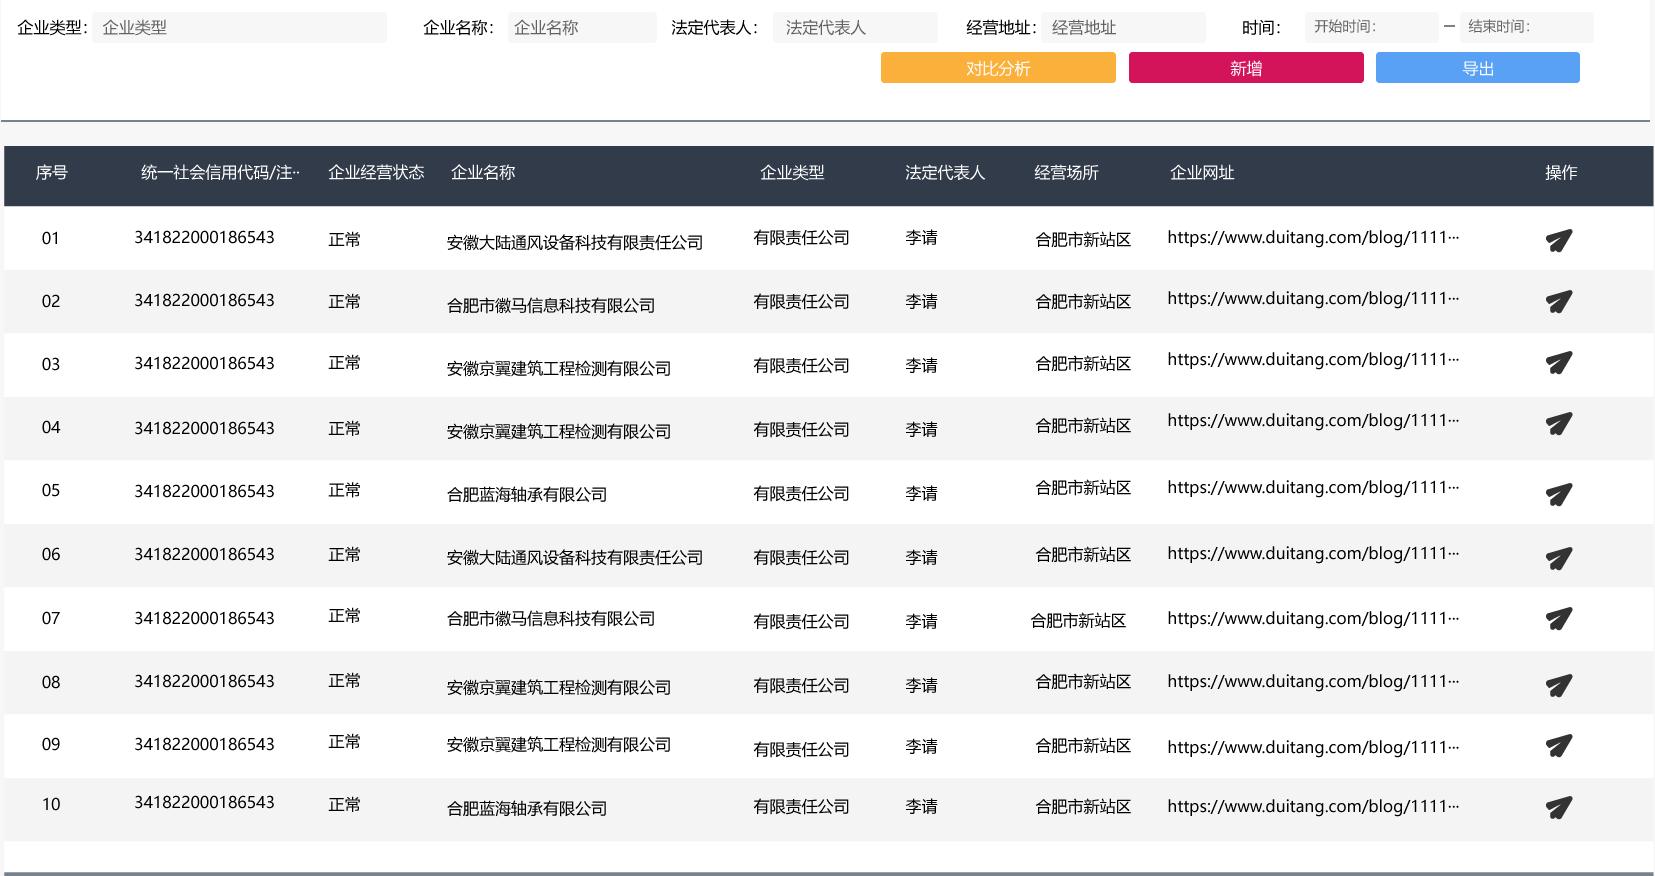 企业类型: 企业类型 企业名称: 企业名称 法定代表人: 法定代表人 经营地址: 经营地址 时间: 开始时间: — 结束时间:
对比分析 新增 导出
序号 统一社会信用代码/注… 企业经营状态 企业名称 企业类型 法定代表人 经营场所 企业网址 操作
01 341822000186543 正常 安徽大陆通风设备科技有限责任公司 有限责任公司 李请 合肥市新站区 https://www.duitang.com/blog/1111…
02 341822000186543 正常 合肥市徽马信息科技有限公司 有限责任公司 李请 合肥市新站区 https://www.duitang.com/blog/1111…
03 341822000186543 正常 安徽京翼建筑工程检测有限公司 有限责任公司 李请 合肥市新站区 https://www.duitang.com/blog/1111…
04 341822000186543 正常 安徽京翼建筑工程检测有限公司 有限责任公司 李请 合肥市新站区 https://www.duitang.com/blog/1111…
05 341822000186543 正常 合肥蓝海轴承有限公司 有限责任公司 李请 合肥市新站区 https://www.duitang.com/blog/1111…
06 341822000186543 正常 安徽大陆通风设备科技有限责任公司 有限责任公司 李请 合肥市新站区 https://www.duitang.com/blog/1111…
07 341822000186543 正常 合肥市徽马信息科技有限公司 有限责任公司 李请 合肥市新站区 https://www.duitang.com/blog/1111…
08 341822000186543 正常 安徽京翼建筑工程检测有限公司 有限责任公司 李请 合肥市新站区 https://www.duitang.com/blog/1111…
09 341822000186543 正常 安徽京翼建筑工程检测有限公司 有限责任公司 李请 合肥市新站区 https://www.duitang.com/blog/1111…
10 341822000186543 正常 合肥蓝海轴承有限公司 有限责任公司 李请 合肥市新站区 https://www.duitang.com/blog/1111…